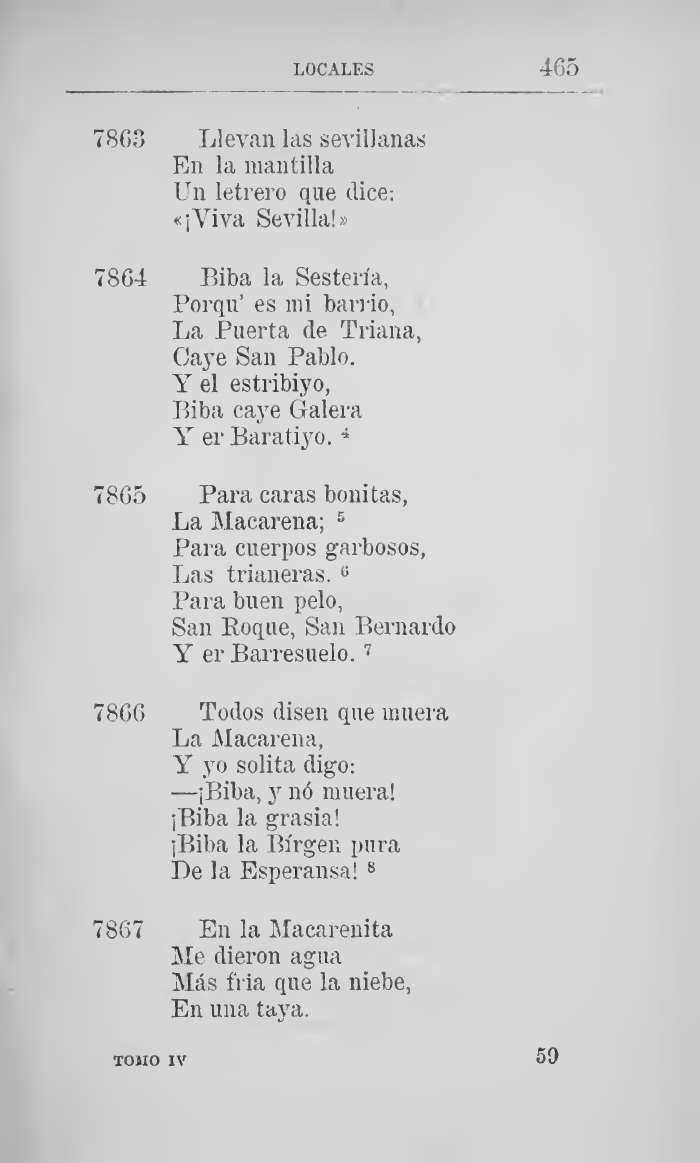 LOCALES 465
7863 Llevan las sevillanas
En la mantilla
Un letrero que dice:
«¡Viva Sevilla!»
7864 Biba la Sestería,
Porqu' es mi barrio,
La Puerta de Triana,
Caye San Pablo.
Y el estribiyo,
Biba caye Galera
Y er Baratiyo. 4
7865 Para caras bonitas,
La Macarena; 5
Para cuerpos garbosos,
Las trianeras. 6
Para buen pelo,
San Roque, San Bernardo
Y er Barresuelo. 7
7866 Todos disen que muera
La Macarena,
Y yo solita digo:
—¡Biba, y nó muera!
¡Biba la grasia!
¡Biba la Bírgen pura
De la Esperansa! 8
7867 En la Macarenita
Me dieron agua
Más fria que la niebe,
En una taya.
TOMO IV 59